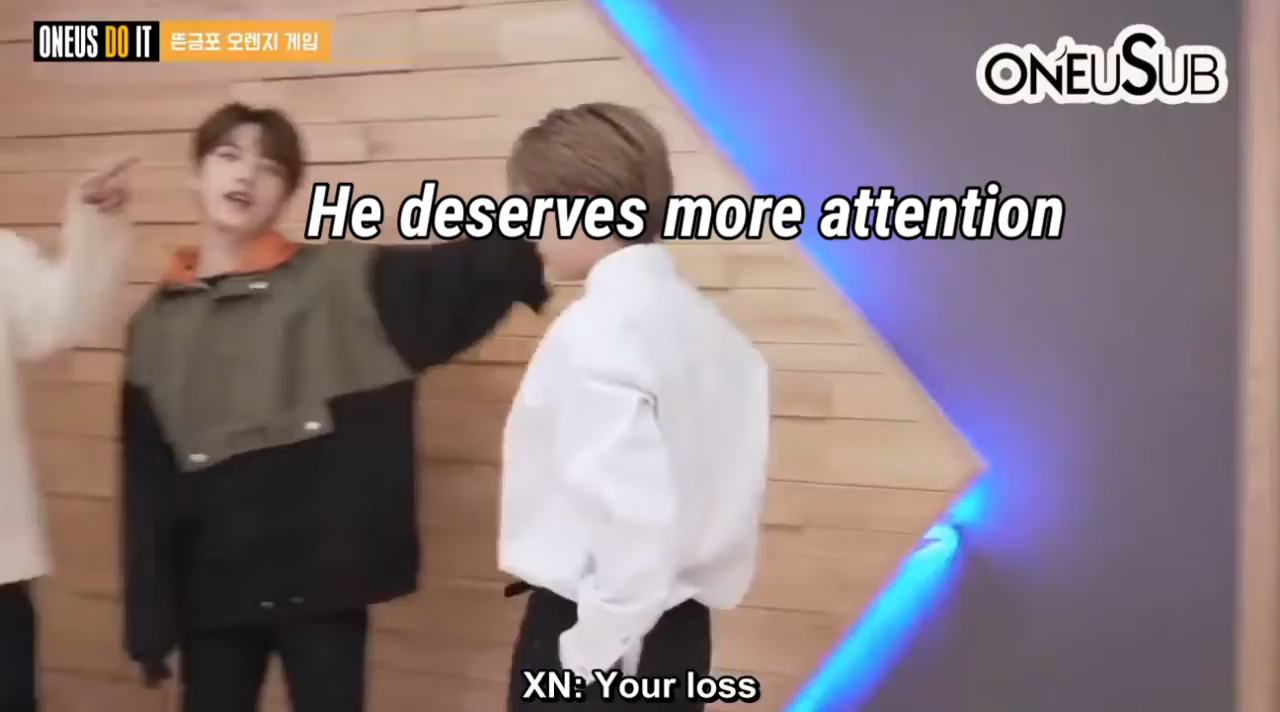 ONEUS DO IT 뜬금포 오렌지 게임
ONEUSUB
He deserves more attention
XN: Your loss